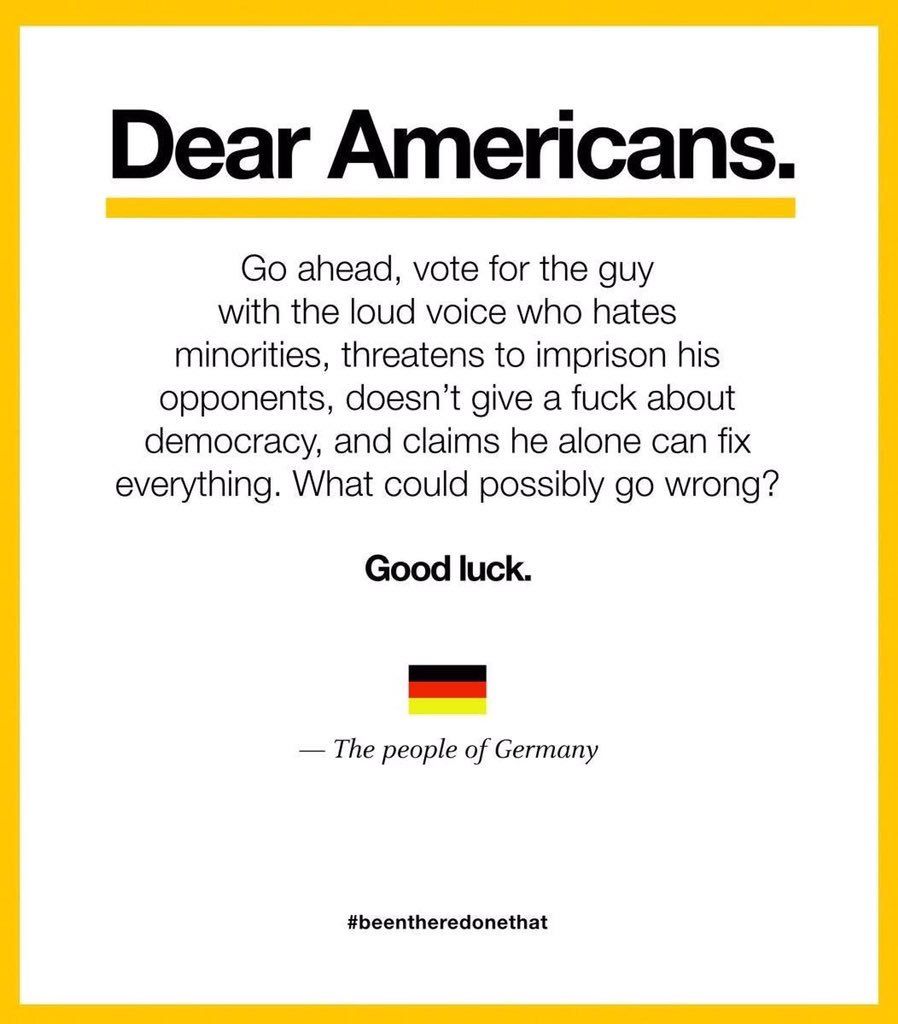 Dear Americans.
Go ahead, vote for the guy
with the loud voice who hates
minorities, threatens to imprison his
opponents, doesn’t give a fuck about
democracy, and claims he alone can fix
everything. What could possibly go wrong?
Good luck.
— The people of Germany
#beentheredonethat